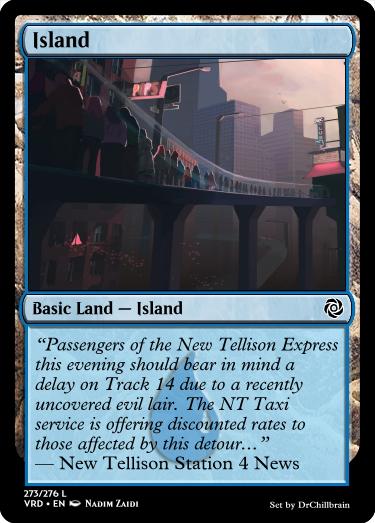 Island
Basic Land — Island
“Passengers of the New Tellison Express
this evening should bear in mind a
delay on Track 14 due to a recently
uncovered evil lair. The NT Taxi
service is offering discounted rates to
those affected by this detour…”
— New Tellison Station 4 News
273/276 L
VRD • EN Nadim Zaidi
Set by DrChillbrain